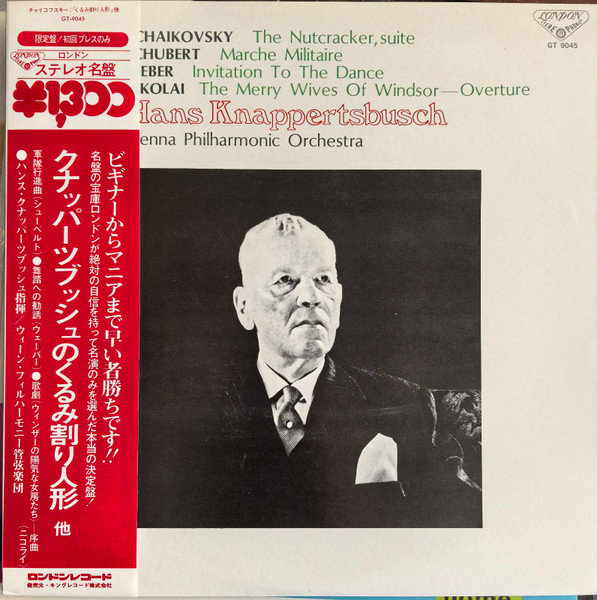 チャイコフスキー:「くるみ割り人形」他
GT-9045
限定盤!初回プレスのみ
LONDON
ロンドン
ステレオ名盤
¥1,300
ビギナーからマニアまで早い者勝ちです!!
名盤の宝庫ロンドンが絶対の自信を持って名演のみを選んだ本当の決定盤!
クナッパーツブッシュのくるみ割り人形 他
軍隊行進曲(シューベルト)●舞踏への勧誘(ウェーバー)●歌劇〈ウィンザーの陽気な女房たち〉―序曲(ニコライ)
●ハンス・クナッパーツブッシュ指揮/ウィーン・フィルハーモニー管弦楽団
ロンドンレコード
発売元・キングレコード株式会社
CHAIKOVSKY The Nutcracker, suite
CHUBERT Marche Militaire
EBER Invitation To The Dance
KOLAI The Merry Wives Of Windsor—Overture
Hans Knappertsbusch
enna Philharmonic Orchestra
LONDON
GT 9045